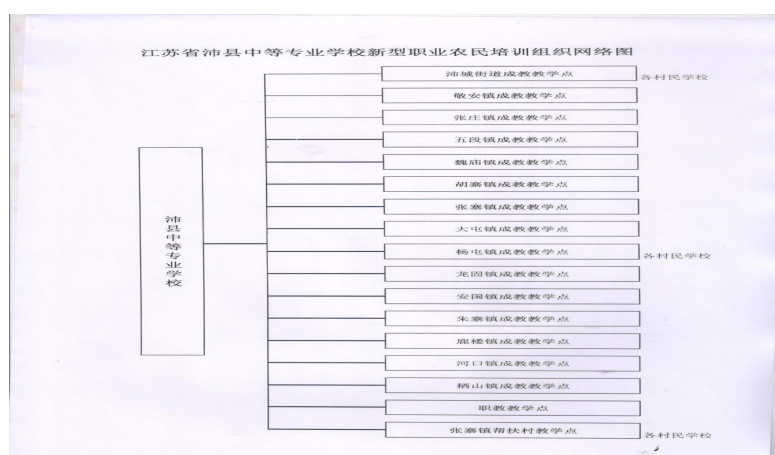 江苏省沛县中等专业学校新型职业农民培训组织网络图
沛县中等专业学校
沛城街道成教教学点
各村民学校
敬安镇成教教学点
张庄镇成教教学点
五段镇成教教学点
魏庙镇成教教学点
胡寨镇成教教学点
张寨镇成教教学点
大屯镇成教教学点
杨屯镇成教教学点
各村民学校
龙固镇成教教学点
安国镇成教教学点
朱寨镇成教教学点
鹿楼镇成教教学点
河口镇成教教学点
栖山镇成教教学点
职教教学点
张寨镇帮扶村教学点
各村民学校